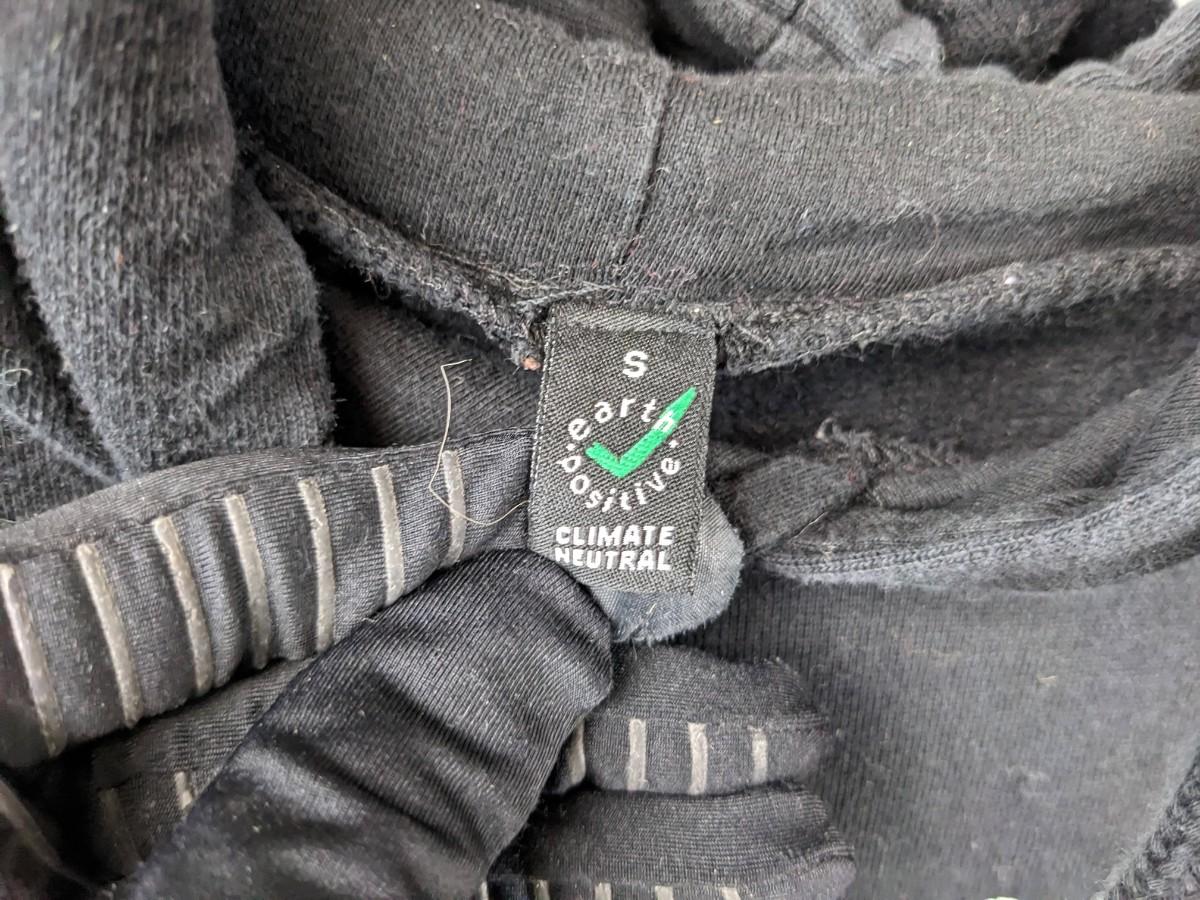 S
earth
positive
CLIMATE
NEUTRAL